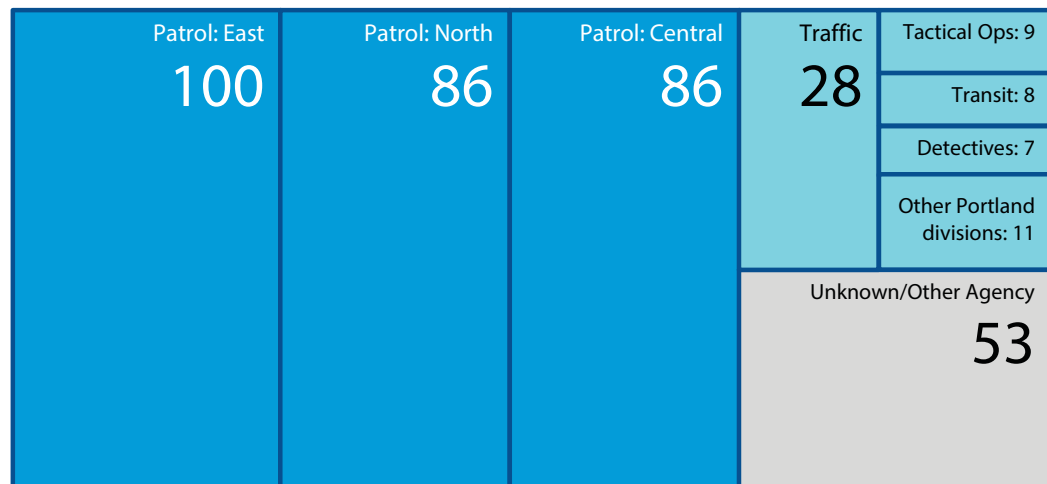 Patrol: East
100
Patrol: North
86
Patrol: Central
86
Traffic
28
Tactical Ops: 9
Transit: 8
Detectives: 7
Other Portland
divisions: 11
Unknown/Other Agency
53